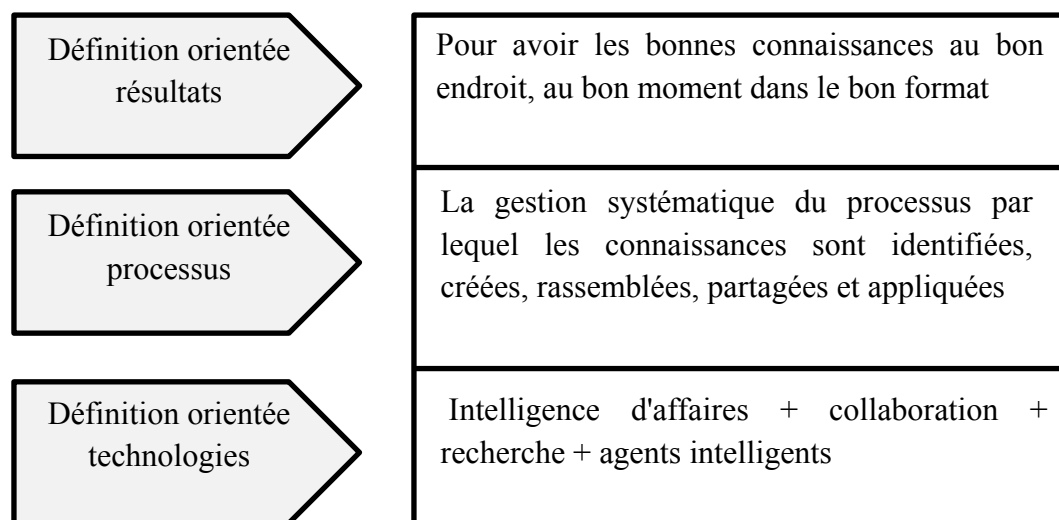 Définition orientée
résultats
Pour avoir les bonnes connaissances au bon
endroit, au bon moment dans le bon format
Définition orientée
processus
La gestion systématique du processus par
lequel les connaissances sont identifiées,
créées, rassemblées, partagées et appliquées
Définition orientée
technologies
Intelligence d'affaires + collaboration +
recherche + agents intelligents